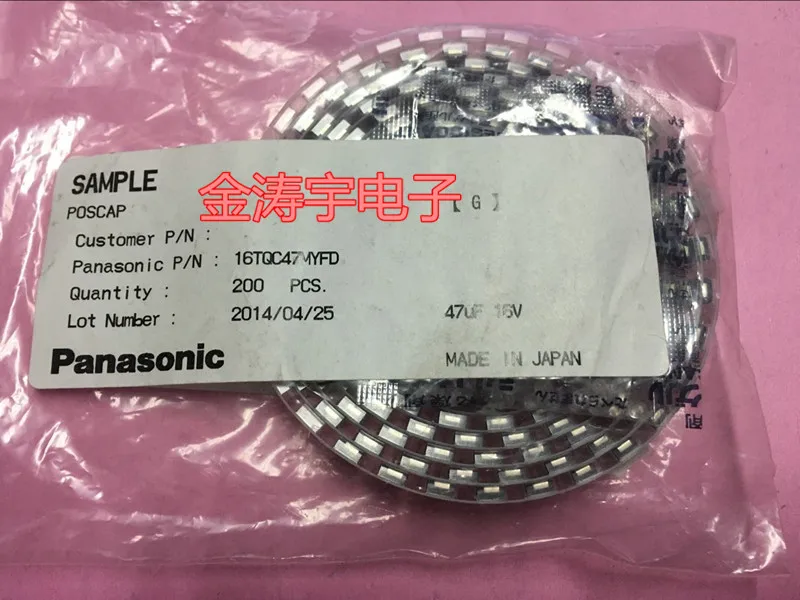 SAMPLE
金涛宇电子
POSCAP
【 G 】
Customer P/N :
Panasonic P/N : 16TQC47MYFD
Quantity : 200 PCS.
Lot Number : 2014/04/25
47uF 16V
Panasonic
MADE IN JAPAN